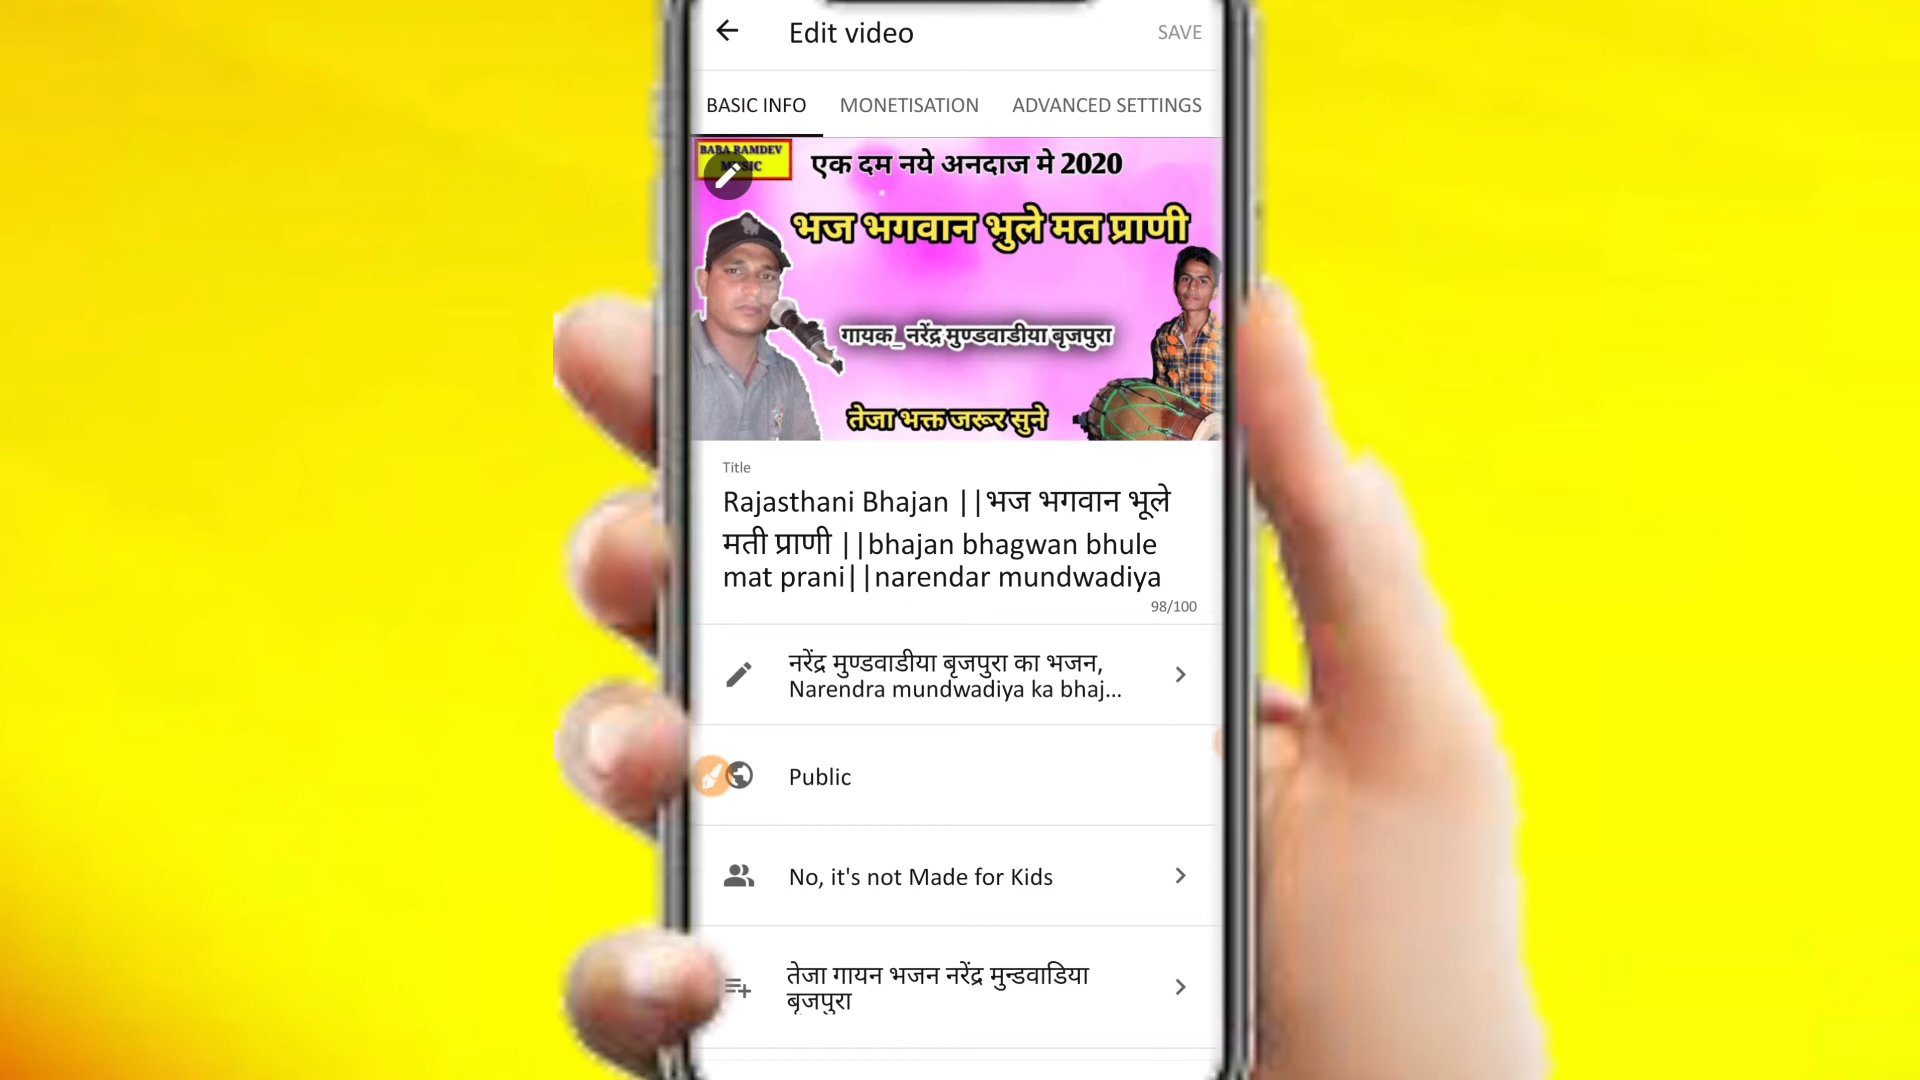 Edit video
SAVE
BASIC INFO
MONETISATION
ADVANCED SETTINGS
BABA RAMDEV
एक दम नये अनदाज मे 2020
भज भगवान भुले मत प्राणी
गायक_ नरेंद्र मुण्डवाडीया बृजपुरा
तेजा भक्त जरूर सुने
Title
Rajasthani Bhajan ||भज भगवान भूले
मती प्राणी ||bhajan bhagwan bhule
mat prani||narendar mundwadiya
98/100
नरेंद्र मुण्डवाडीया बृजपुरा का भजन,
Narendra mundwadiya ka bhaj...
Public
No, it's not Made for Kids
तेजा गायन भजन नरेंद्र मुन्डवाडिया
बृजपुरा